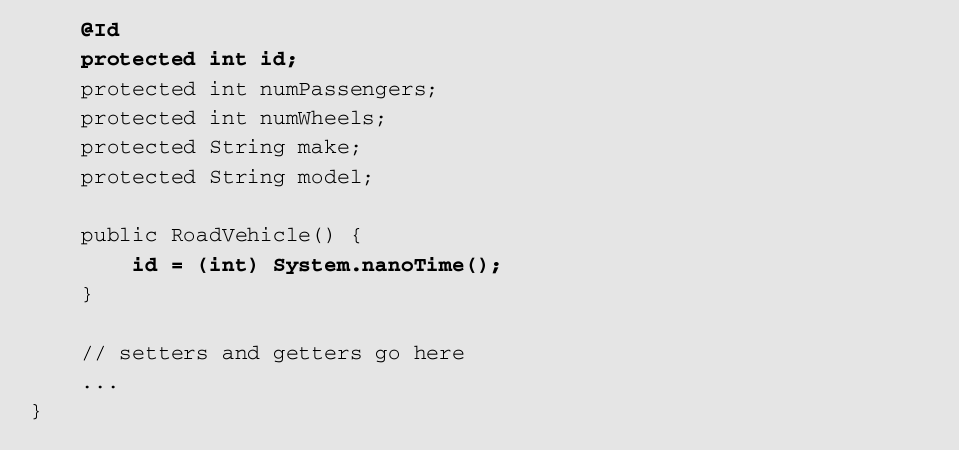 @Id
protected int id;
protected int numPassengers;
protected int numWheels;
protected String make;
protected String model;
public RoadVehicle() {
id = (int) System.nanoTime();
}
// setters and getters go here
...
}